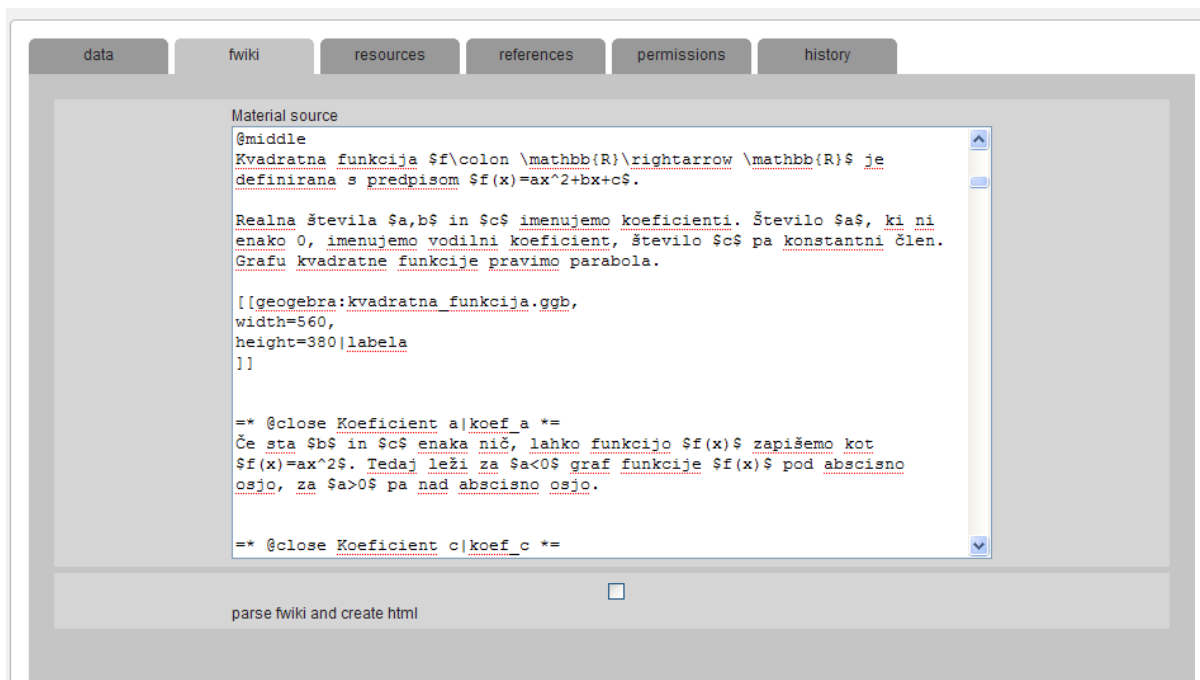 data fwiki resources references permissions history
Material source
@middle
Kvadratna funkcija $f\colon \mathbb{R}\rightarrow \mathbb{R}$ je
definirana s predpisom $f(x)=ax^2+bx+c$.
Realna števila $a,b$ in $c$ imenujemo koeficienti. Število $a$, ki ni
enako 0, imenujemo vodilni koeficient, število $c$ pa konstantni člen.
Grafu kvadratne funkcije pravimo parabola.
[[geogebra:kvadratna_funkcija.ggb,
width=560,
height=380|labela
]]
=* @close Koeficient a|koef_a *=
Če sta $b$ in $c$ enaka nič, lahko funkcijo $f(x)$ zapišemo kot
$f(x)=ax^2$. Tedaj leži za $a<0$ graf funkcije $f(x)$ pod abscisno
osjo, za $a>0$ pa nad abscisno osjo.
=* @close Koeficient c|koef_c *=
parse fwiki and create html